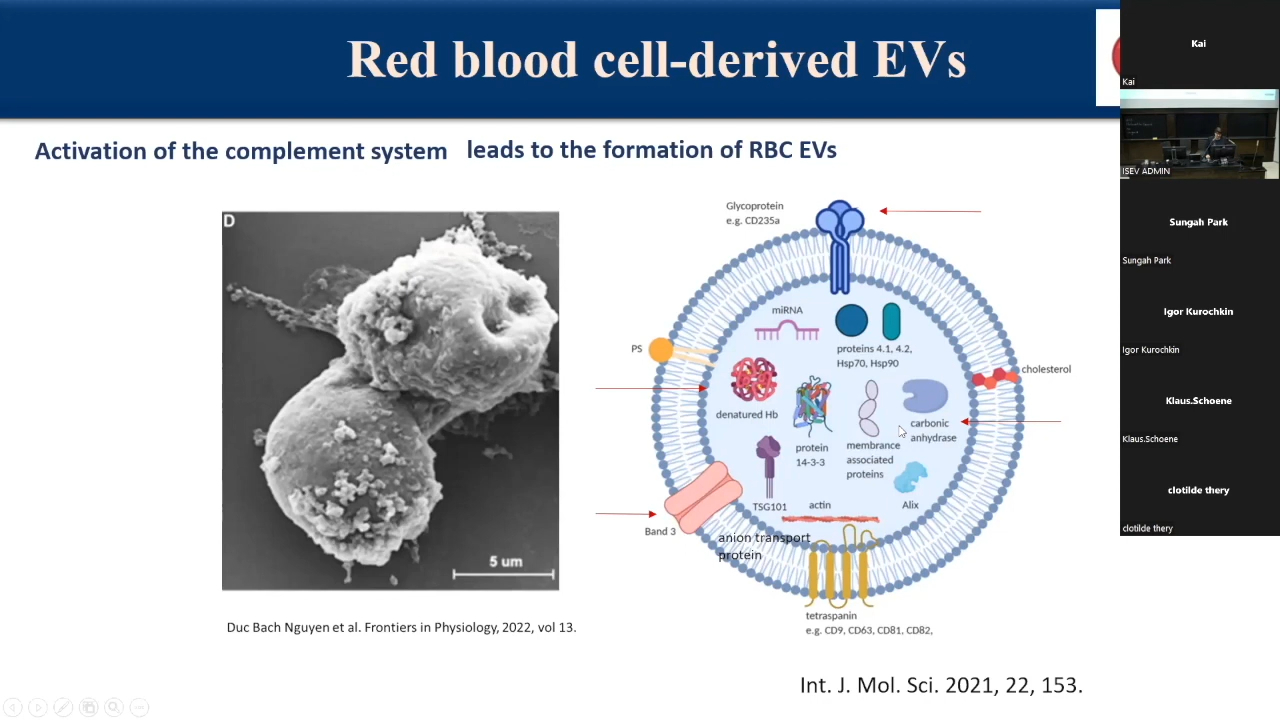 Red blood cell-derived EVs
Activation of the complement system leads to the formation of RBC EVs
D
5 um
Duc Bach Nguyen et al. Frontiers in Physiology, 2022, vol 13.
Glycoprotein
e.g. CD235a
miRNA
proteins 4.1, 4.2,
Hsp70, Hsp90
PS
cholesterol
denatured Hb
carbonic
anhydrase
protein
14-3-3
membrance
associated
proteins
TSG101
actin
Alix
Band 3
anion transport
protein
tetraspanin
e.g. CD9, CD63, CD81, CD82,
Int. J. Mol. Sci. 2021, 22, 153.
Kai
Kai
ISEV ADMIN
Sungah Park
Sungah Park
Igor Kurochkin
Igor Kurochkin
Klaus.Schoene
Klaus.Schoene
clotilde thery
clotilde thery